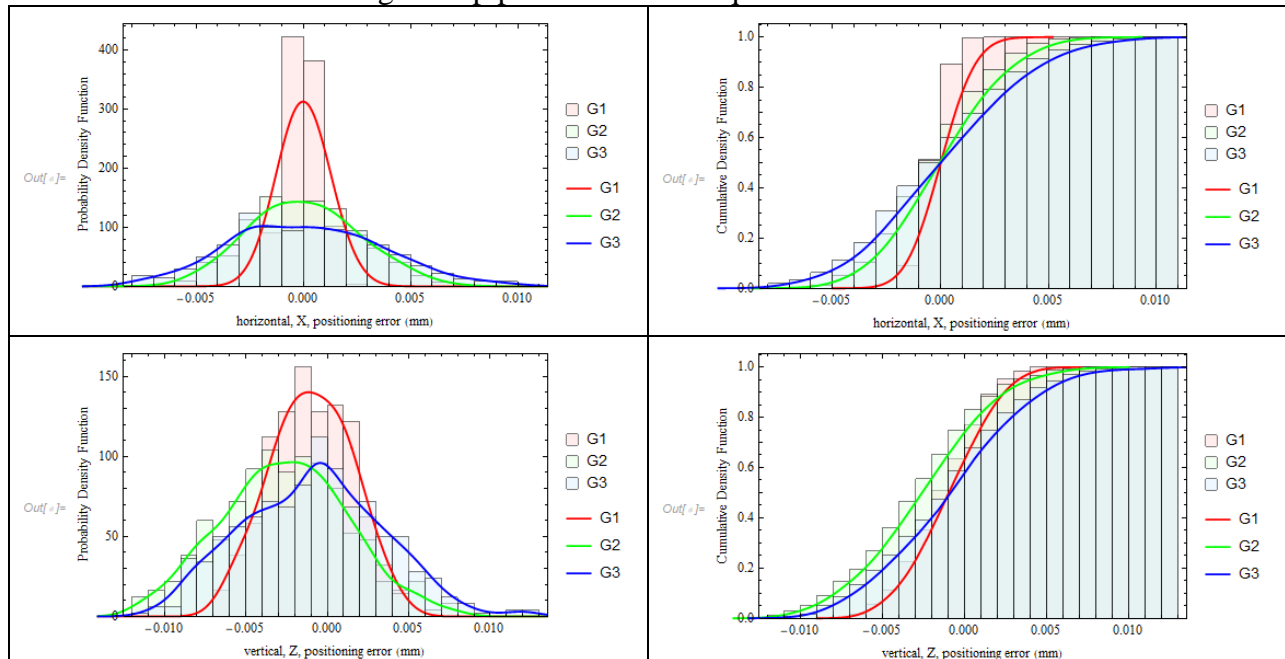 Probability Density Function
400
300
200
100
0
Out[ ]=
−0.005
0.000
0.005
0.010
horizontal, X, positioning error (mm)
G1
G2
G3
G1
G2
G3
Cumulative Density Function
1.0
0.8
0.6
0.4
0.2
0.0
Out[ ]=
−0.005
0.000
0.005
0.010
horizontal, X, positioning error (mm)
G1
G2
G3
G1
G2
G3
Probability Density Function
150
100
50
0
Out[ ]=
−0.010
−0.005
0.000
0.005
0.010
vertical, Z, positioning error (mm)
G1
G2
G3
G1
G2
G3
Cumulative Density Function
1.0
0.8
0.6
0.4
0.2
0.0
Out[ ]=
−0.010
−0.005
0.000
0.005
0.010
vertical, Z, positioning error (mm)
G1
G2
G3
G1
G2
G3